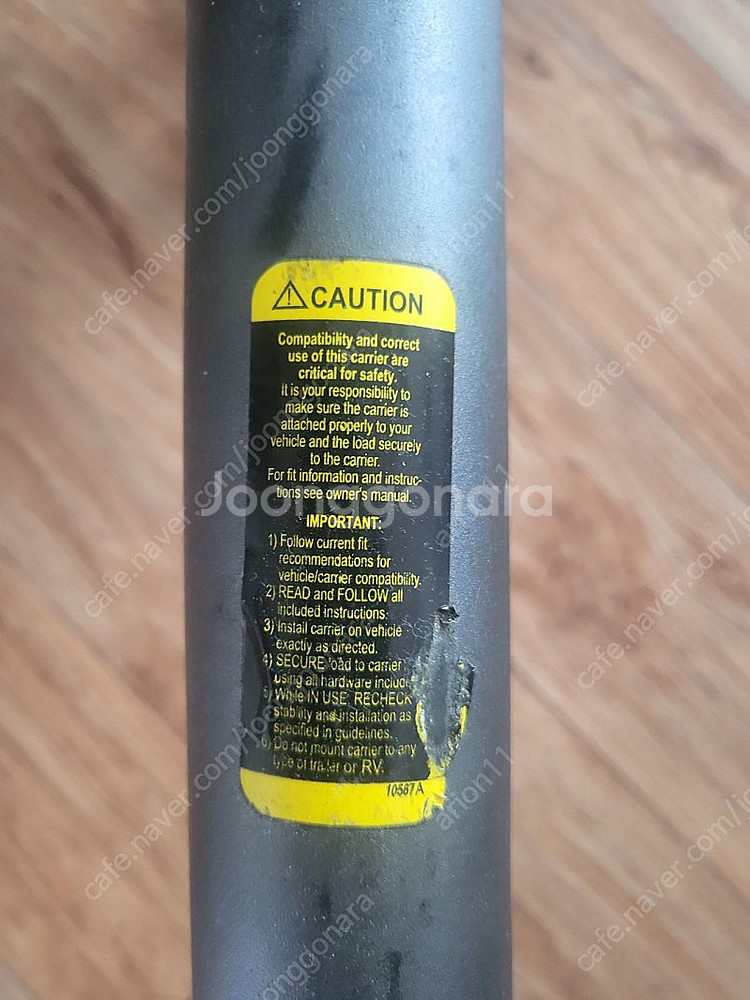 CAUTION
Compatibility and correct
use of this carrier are
critical for safety.
It is your responsibility to
make sure the carrier is
attached properly to your
vehicle and the load securely
to the carrier.
For fit information and instruc-
tions see owner's manual.
IMPORTANT:
1) Follow current fit
recommendations for
vehicle/carrier compatibility.
2) READ and FOLLOW all
included instructions.
3) Install carrier on vehicle
exactly as directed.
4) SECURE load to carrier
using all hardware
5) While IN USE, RECHECK
stability and installation as
specified in guidelines.
6) Do not mount carrier to any
type of trailer or RV.
10587A
Joonggonara
cafe.naver.com/joonggonara
arion11